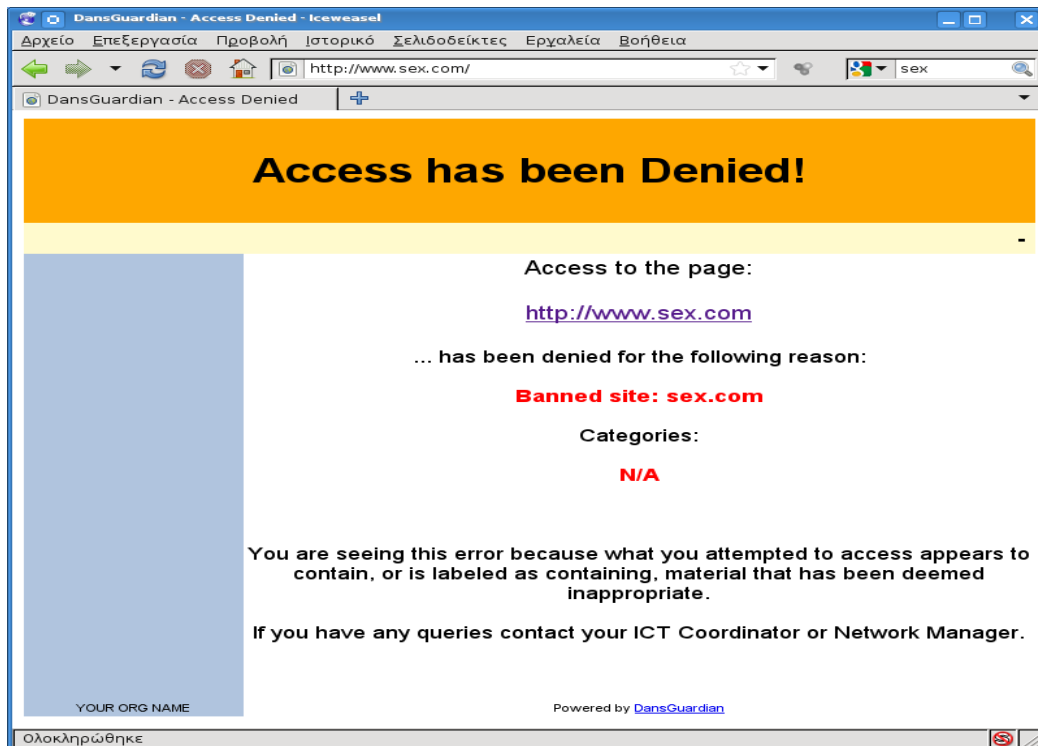 DansGuardian - Access Denied - Iceweasel
Αρχείο Επεξεργασία Προβολή Ιστορικό Σελιδοδείκτες Εργαλεία Βοήθεια
http://www.sex.com/ sex
DansGuardian - Access Denied
Access has been Denied!
-
Access to the page:
http://www.sex.com
... has been denied for the following reason:
Banned site: sex.com
Categories:
N/A
You are seeing this error because what you attempted to access appears to
contain, or is labeled as containing, material that has been deemed
inappropriate.
If you have any queries contact your ICT Coordinator or Network Manager.
YOUR ORG NAME Powered by DansGuardian
Ολοκληρώθηκε